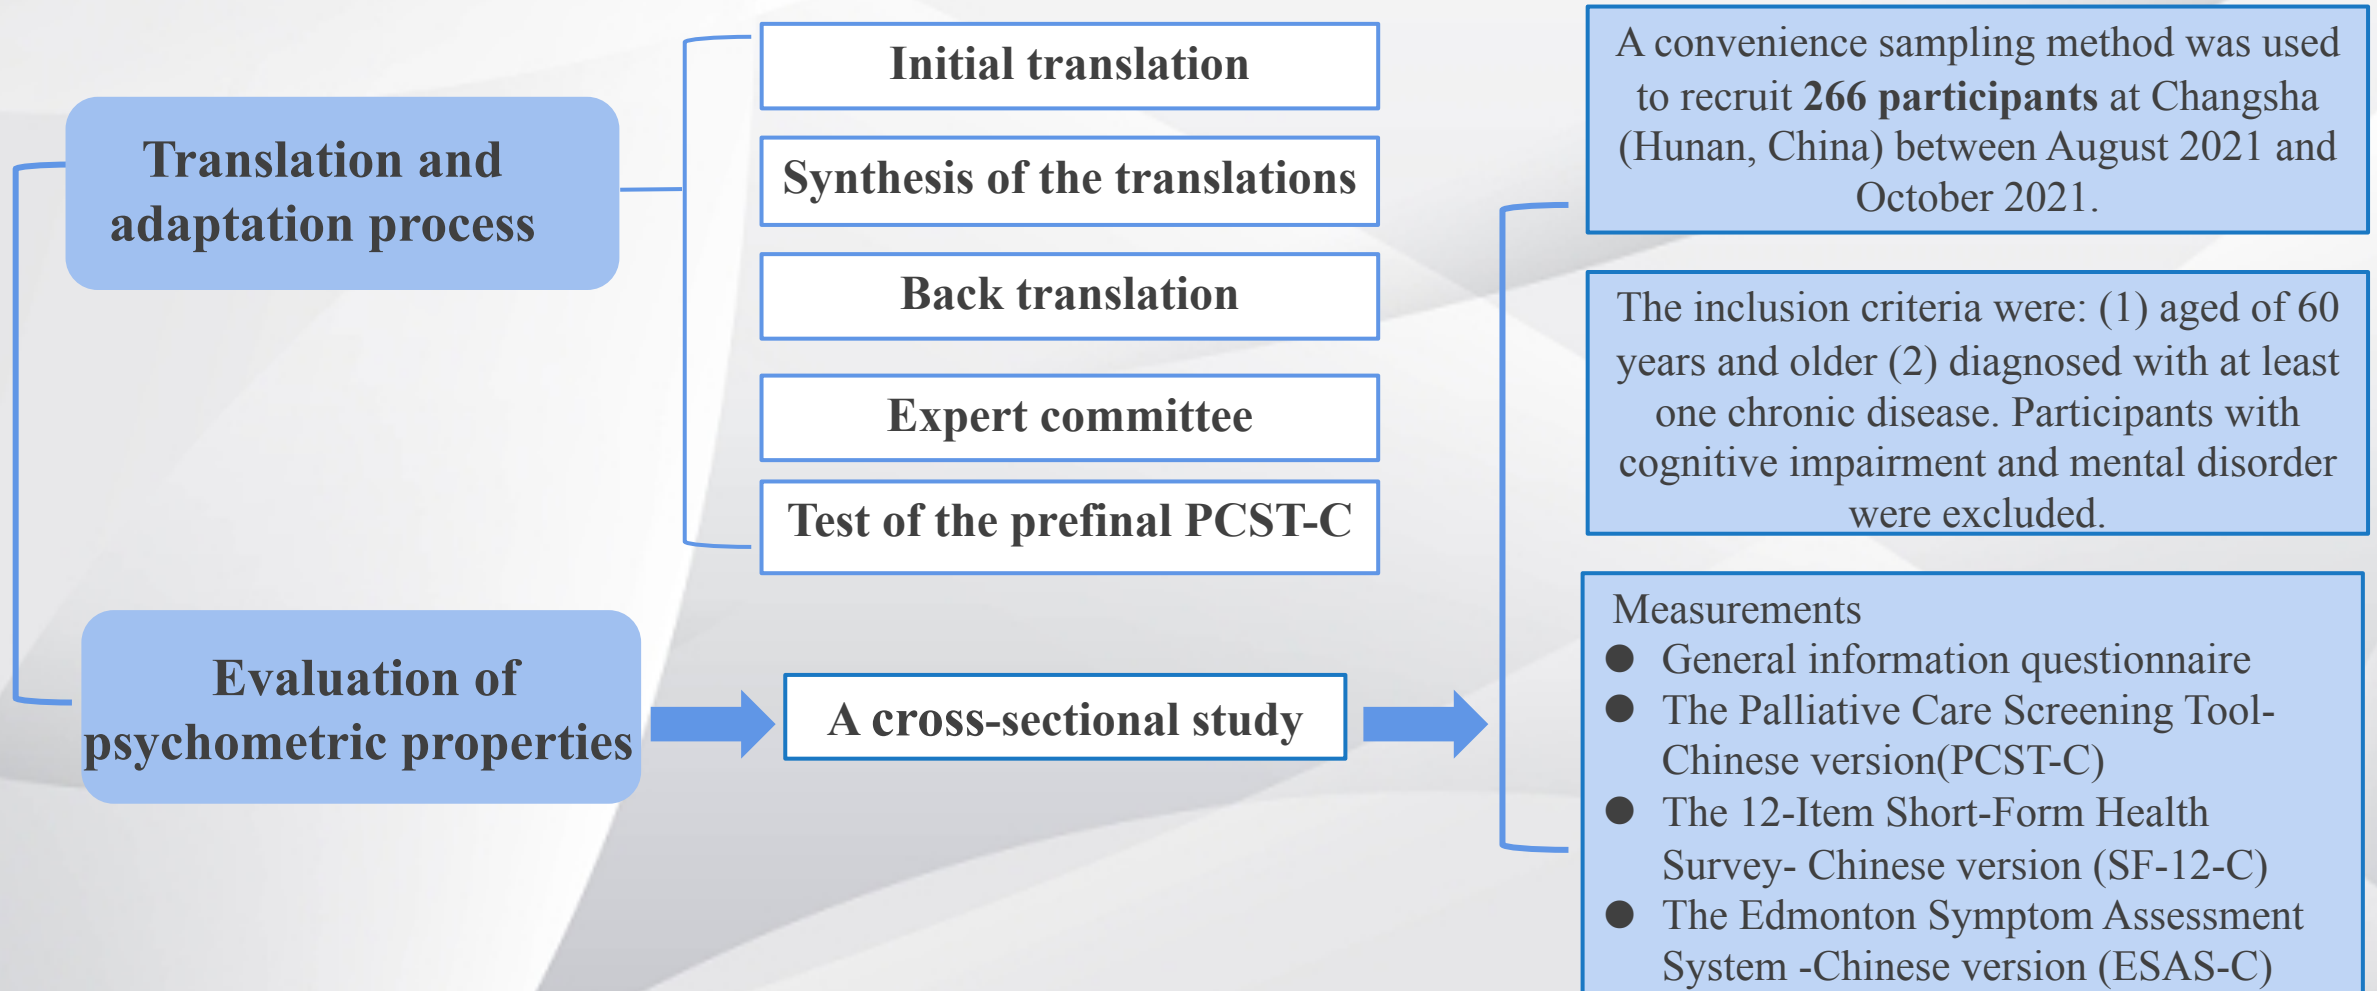 Translation and
adaptation process
Initial translation
Synthesis of the translations
Back translation
Expert committee
Test of the prefinal PCST-C
Evaluation of
psychometric properties
A cross-sectional study
A convenience sampling method was used
to recruit 266 participants at Changsha
(Hunan, China) between August 2021 and
October 2021.
The inclusion criteria were: (1) aged of 60
years and older (2) diagnosed with at least
one chronic disease. Participants with
cognitive impairment and mental disorder
were excluded.
Measurements
● General information questionnaire
● The Palliative Care Screening Tool-
Chinese version(PCST-C)
● The 12-Item Short-Form Health
Survey- Chinese version (SF-12-C)
● The Edmonton Symptom Assessment
System -Chinese version (ESAS-C)